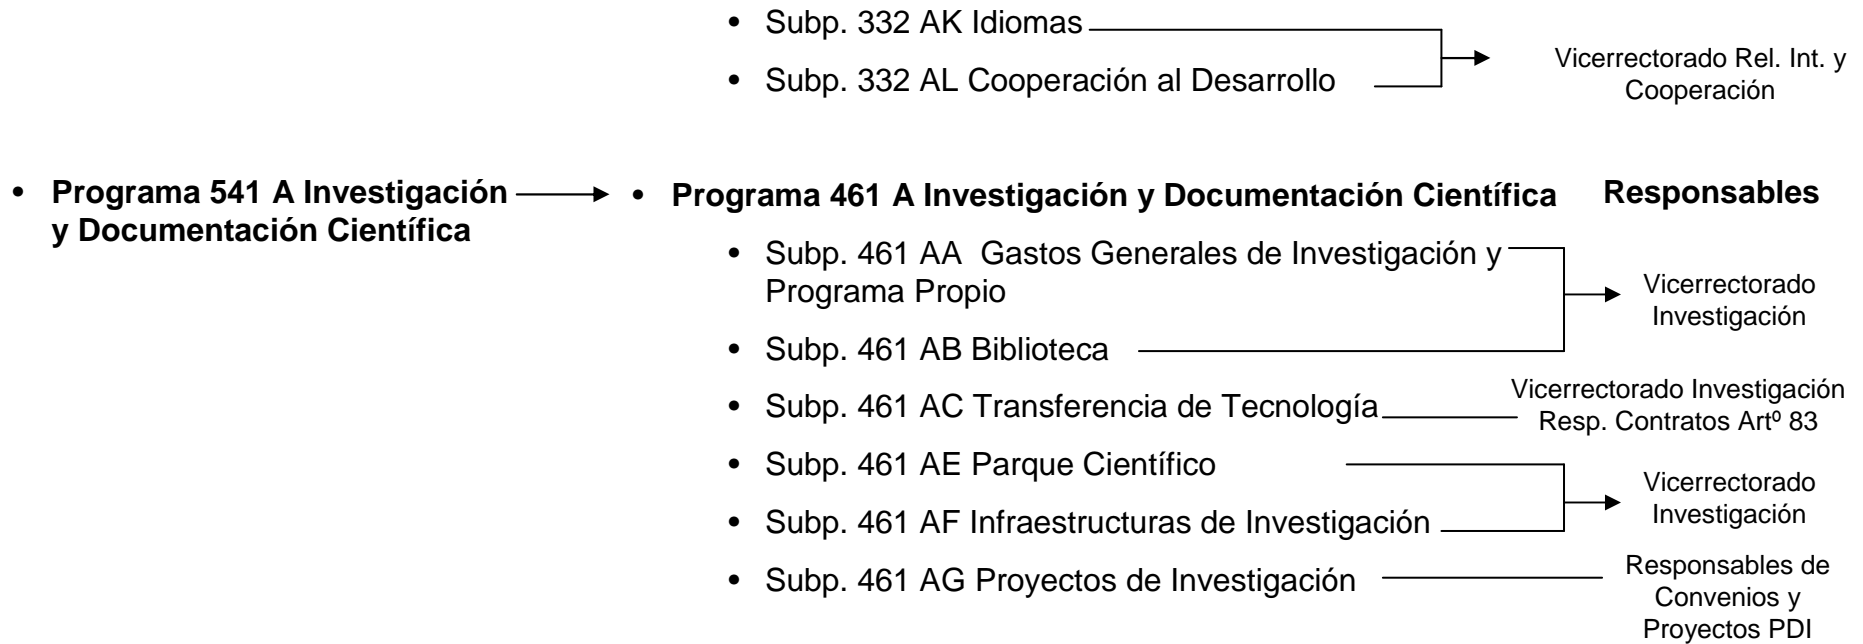 • Subp. 332 AK Idiomas
• Subp. 332 AL Cooperación al Desarrollo
Vicerrectorado Rel. Int. y
Cooperación
• Programa 541 A Investigación
y Documentación Científica
• Programa 461 A Investigación y Documentación Científica
Responsables
• Subp. 461 AA Gastos Generales de Investigación y
Programa Propio
• Subp. 461 AB Biblioteca
Vicerrectorado
Investigación
• Subp. 461 AC Transferencia de Tecnología
Vicerrectorado Investigación
Resp. Contratos Artº 83
• Subp. 461 AE Parque Científico
• Subp. 461 AF Infraestructuras de Investigación
Vicerrectorado
Investigación
• Subp. 461 AG Proyectos de Investigación
Responsables de
Convenios y
Proyectos PDI